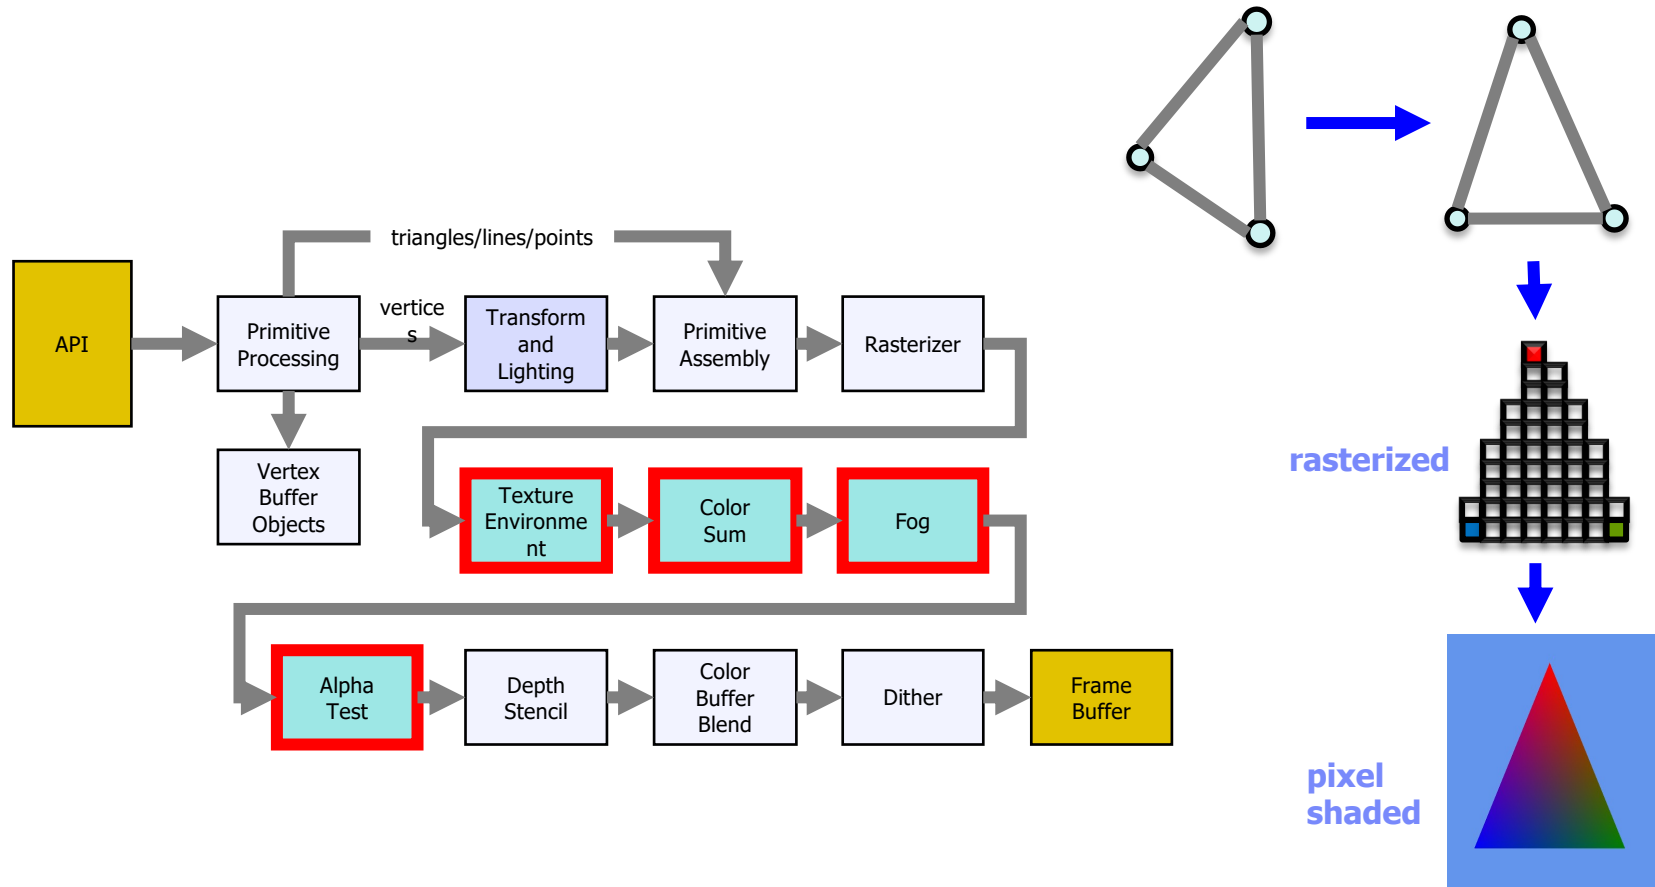 triangles/lines/points
API
Primitive
Processing
vertice
s
Transform
and
Lighting
Primitive
Assembly
Rasterizer
Vertex
Buffer
Objects
Texture
Environme
nt
Color
Sum
Fog
Alpha
Test
Depth
Stencil
Color
Buffer
Blend
Dither
Frame
Buffer
rasterized
pixel
shaded